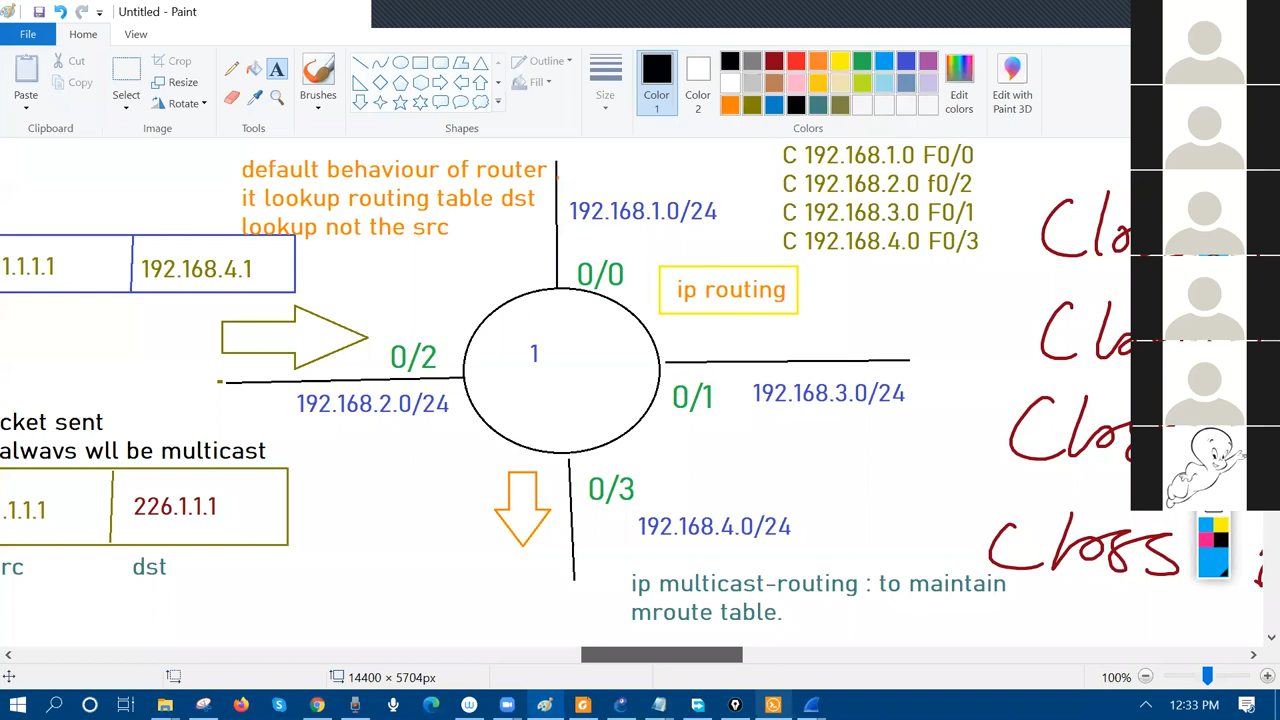 Untitled - Paint
File
Home
View
Paste
Cut
Copy
Clipboard
Select
Crop
Resize
Rotate
Image
Tools
Brushes
Shapes
Outline
Fill
Size
Color
1
Color
2
Edit
colors
Edit with
Paint 3D
Colors
default behaviour of router
it lookup routing table dst
lookup not the src
192.168.1.0/24
C 192.168.1.0 F0/0
C 192.168.2.0 f0/2
C 192.168.3.0 F0/1
C 192.168.4.0 F0/3
1.1.1.1
192.168.4.1
0/0
ip routing
0/2
1
192.168.2.0/24
0/1
192.168.3.0/24
cket sent
always wll be multicast
.1.1.1
226.1.1.1
rc
dst
0/3
192.168.4.0/24
ip multicast-routing : to maintain
mroute table.
Class
14400 × 5704px
100%
12:33 PM